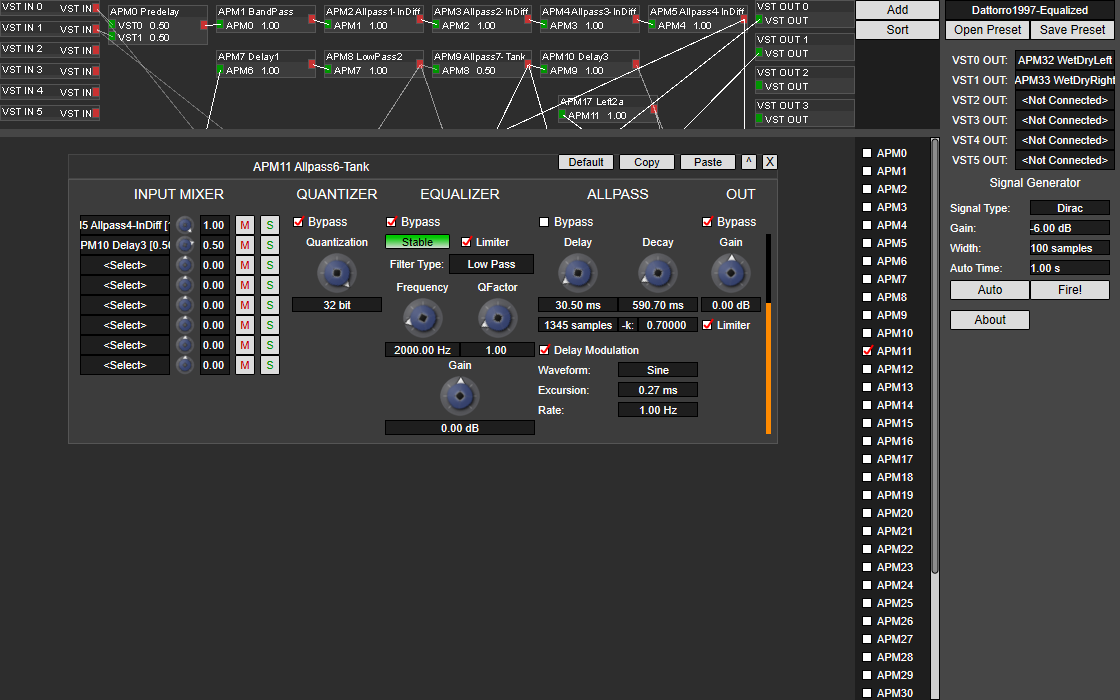 VST IN 0
VST IN
VST IN 1
VST IN
VST IN 2
VST IN
VST IN 3
VST IN
VST IN 4
VST IN
VST IN 5
VST IN
APM0 Predelay
VST0 0.50
VST1 0.50
APM1 BandPass
APM0 1.00
APM2 Allpass1-InDiff
APM1 1.00
APM3 Allpass2-InDiff
APM2 1.00
APM4 Allpass3-InDiff
APM3 1.00
APM5 Allpass4-InDiff
APM4 1.00
APM7 Delay1
APM6 1.00
APM8 LowPass2
APM7 1.00
APM9 Allpass7-Tank
APM8 0.50
APM10 Delay3
APM9 1.00
APM17 Left2a
APM11 1.00
VST OUT 0
VST OUT
VST OUT 1
VST OUT
VST OUT 2
VST OUT
VST OUT 3
VST OUT
Add
Sort
Dattorro1997-Equalized
Open Preset Save Preset
VST0 OUT: APM32 WetDryLeft
VST1 OUT: APM33 WetDryRight
VST2 OUT: <Not Connected>
VST3 OUT: <Not Connected>
VST4 OUT: <Not Connected>
VST5 OUT: <Not Connected>
Signal Generator
Signal Type: Dirac
Gain: -6.00 dB
Width: 100 samples
Auto Time: 1.00 s
Auto Fire!
About
APM11 Allpass6-Tank
Default Copy Paste ^ X
INPUT MIXER
I5 Allpass4-InDiff [ 1.00 M S
PM10 Delay3 [0.50 0.50 M S
<Select> 0.00 M S
<Select> 0.00 M S
<Select> 0.00 M S
<Select> 0.00 M S
<Select> 0.00 M S
<Select> 0.00 M S
QUANTIZER
Bypass
Quantization
32 bit
EQUALIZER
Bypass
Stable Limiter
Filter Type: Low Pass
Frequency QFactor
2000.00 Hz 1.00
Gain
0.00 dB
ALLPASS
Bypass
Delay Decay
30.50 ms 590.70 ms
1345 samples -k: 0.70000
Delay Modulation
Waveform: Sine
Excursion: 0.27 ms
Rate: 1.00 Hz
OUT
Bypass
Gain
0.00 dB
Limiter
APM0
APM1
APM2
APM3
APM4
APM5
APM6
APM7
APM8
APM9
APM10
APM11
APM12
APM13
APM14
APM15
APM16
APM17
APM18
APM19
APM20
APM21
APM22
APM23
APM24
APM25
APM26
APM27
APM28
APM29
APM30